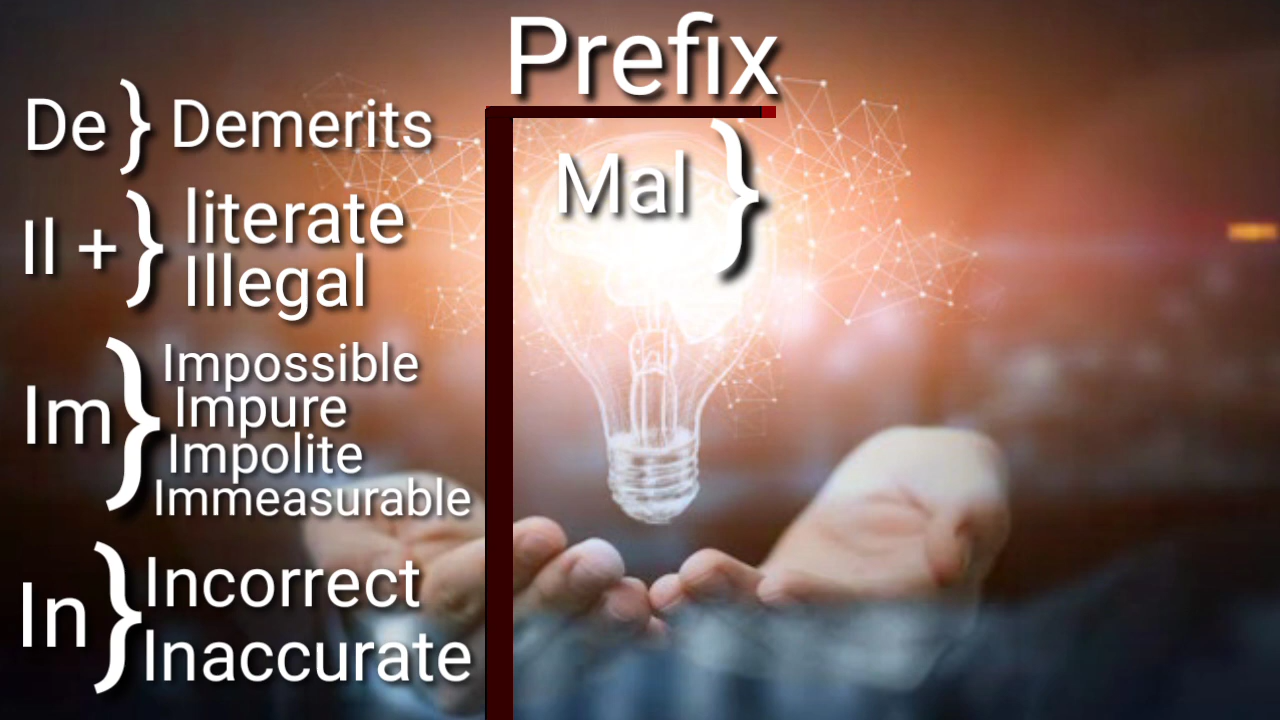 Prefix
De } Demerits
Il + } literate
Illegal
Im } Impossible
Impure
Impolite
Immeasurable
In } Incorrect
Inaccurate
Mal }